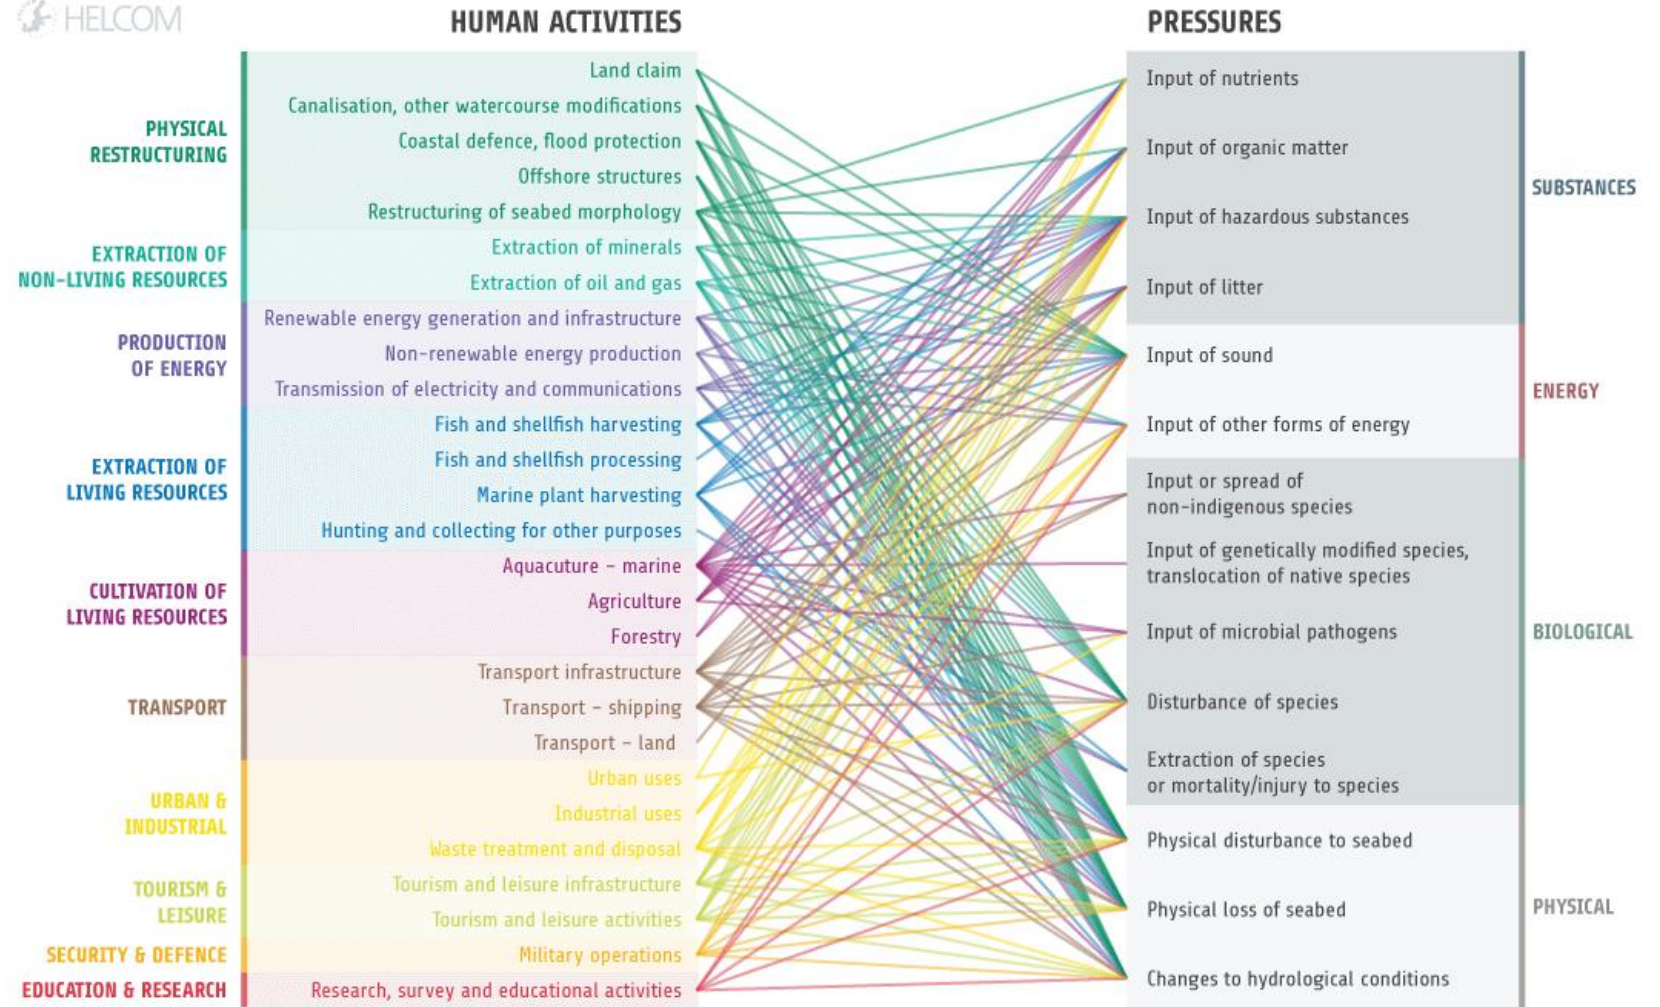 HELCOM
HUMAN ACTIVITIES
PRESSURES
PHYSICAL
RESTRUCTURING
Land claim
Canalisation, other watercourse modifications
Coastal defence, flood protection
Offshore structures
Restructuring of seabed morphology
EXTRACTION OF
NON-LIVING RESOURCES
Extraction of minerals
Extraction of oil and gas
PRODUCTION
OF ENERGY
Renewable energy generation and infrastructure
Non-renewable energy production
Transmission of electricity and communications
EXTRACTION OF
LIVING RESOURCES
Fish and shellfish harvesting
Fish and shellfish processing
Marine plant harvesting
Hunting and collecting for other purposes
CULTIVATION OF
LIVING RESOURCES
Aquacuture – marine
Agriculture
Forestry
TRANSPORT
Transport infrastructure
Transport – shipping
Transport – land
URBAN &
INDUSTRIAL
Urban uses
Industrial uses
Waste treatment and disposal
TOURISM &
LEISURE
Tourism and leisure infrastructure
Tourism and leisure activities
SECURITY & DEFENCE
Military operations
EDUCATION & RESEARCH
Research, survey and educational activities
Input of nutrients
Input of organic matter
Input of hazardous substances
Input of litter
SUBSTANCES
Input of sound
Input of other forms of energy
ENERGY
Input or spread of
non-indigenous species
Input of genetically modified species,
translocation of native species
Input of microbial pathogens
Disturbance of species
Extraction of species
or mortality/injury to species
BIOLOGICAL
Physical disturbance to seabed
Physical loss of seabed
Changes to hydrological conditions
PHYSICAL